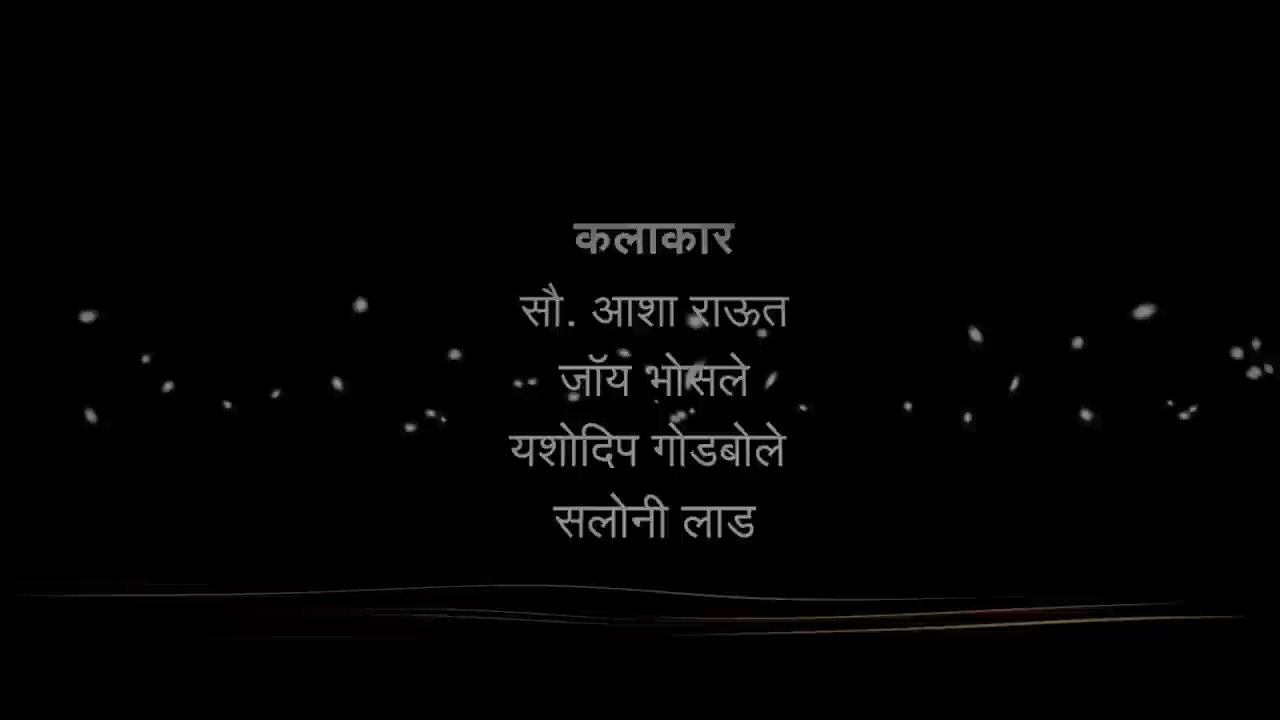 कलाकार
सौ. आशा राऊत
जॉय भोसले
यशोदिप गोडबोले
सलोनी लाड